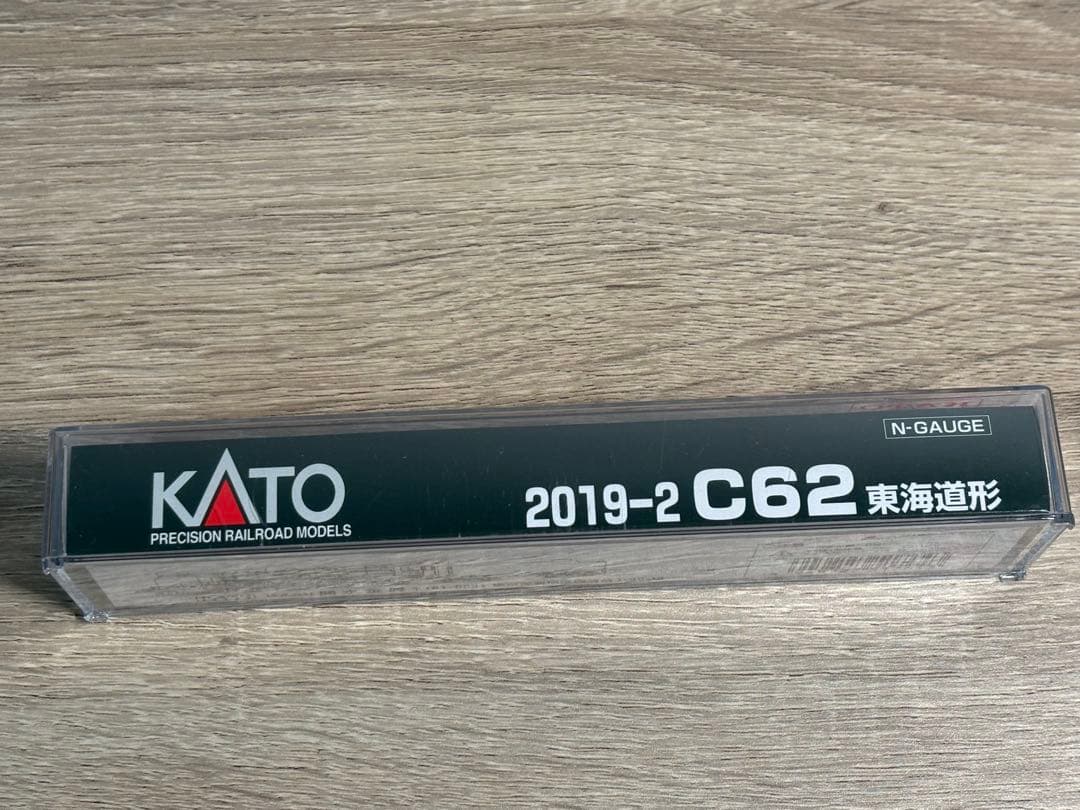 N-GAUGE
KATO
PRECISION RAILROAD MODELS
2019-2 C62 東海道形